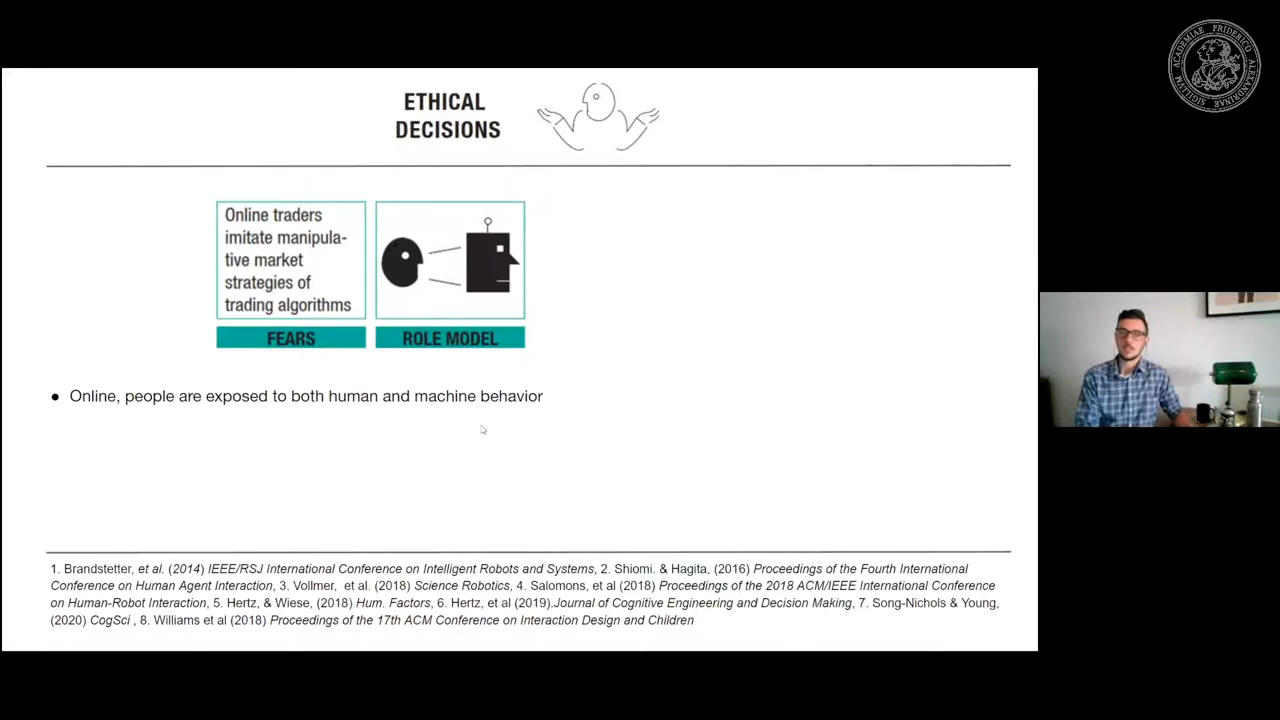 ETHICAL
DECISIONS
Online traders
imitate manipula-
tive market
strategies of
trading algorithms
FEARS
ROLE MODEL
● Online, people are exposed to both human and machine behavior
1. Brandstetter, et al. (2014) IEEE/RSJ International Conference on Intelligent Robots and Systems, 2. Shiomi. & Hagita, (2016) Proceedings of the Fourth International
Conference on Human Agent Interaction, 3. Vollmer, et al. (2018) Science Robotics, 4. Salomons, et al (2018) Proceedings of the 2018 ACM/IEEE International Conference
on Human-Robot Interaction, 5. Hertz, & Wiese, (2018) Hum. Factors, 6. Hertz, et al (2019).Journal of Cognitive Engineering and Decision Making, 7. Song-Nichols & Young,
(2020) CogSci , 8. Williams et al (2018) Proceedings of the 17th ACM Conference on Interaction Design and Children
ACADEMIAE FRIDERICO ALEXANDRINAE SIGILLVM